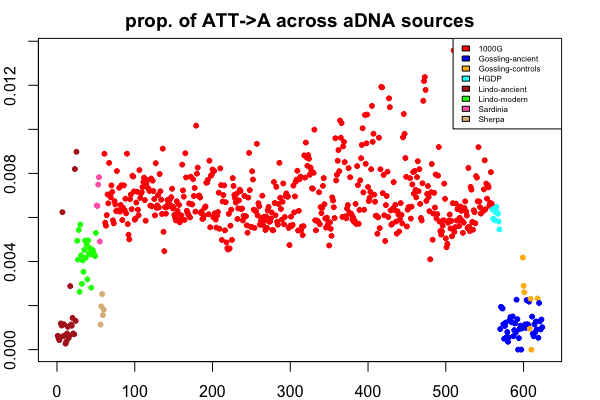 prop. of ATT->A across aDNA sources
0.012
0.008
0.004
0.000
0 100 200 300 400 500 600
1000G
Gossling-ancient
Gossling-controls
HGDP
Lindo-ancient
Lindo-modern
Sardinia
Sherpa